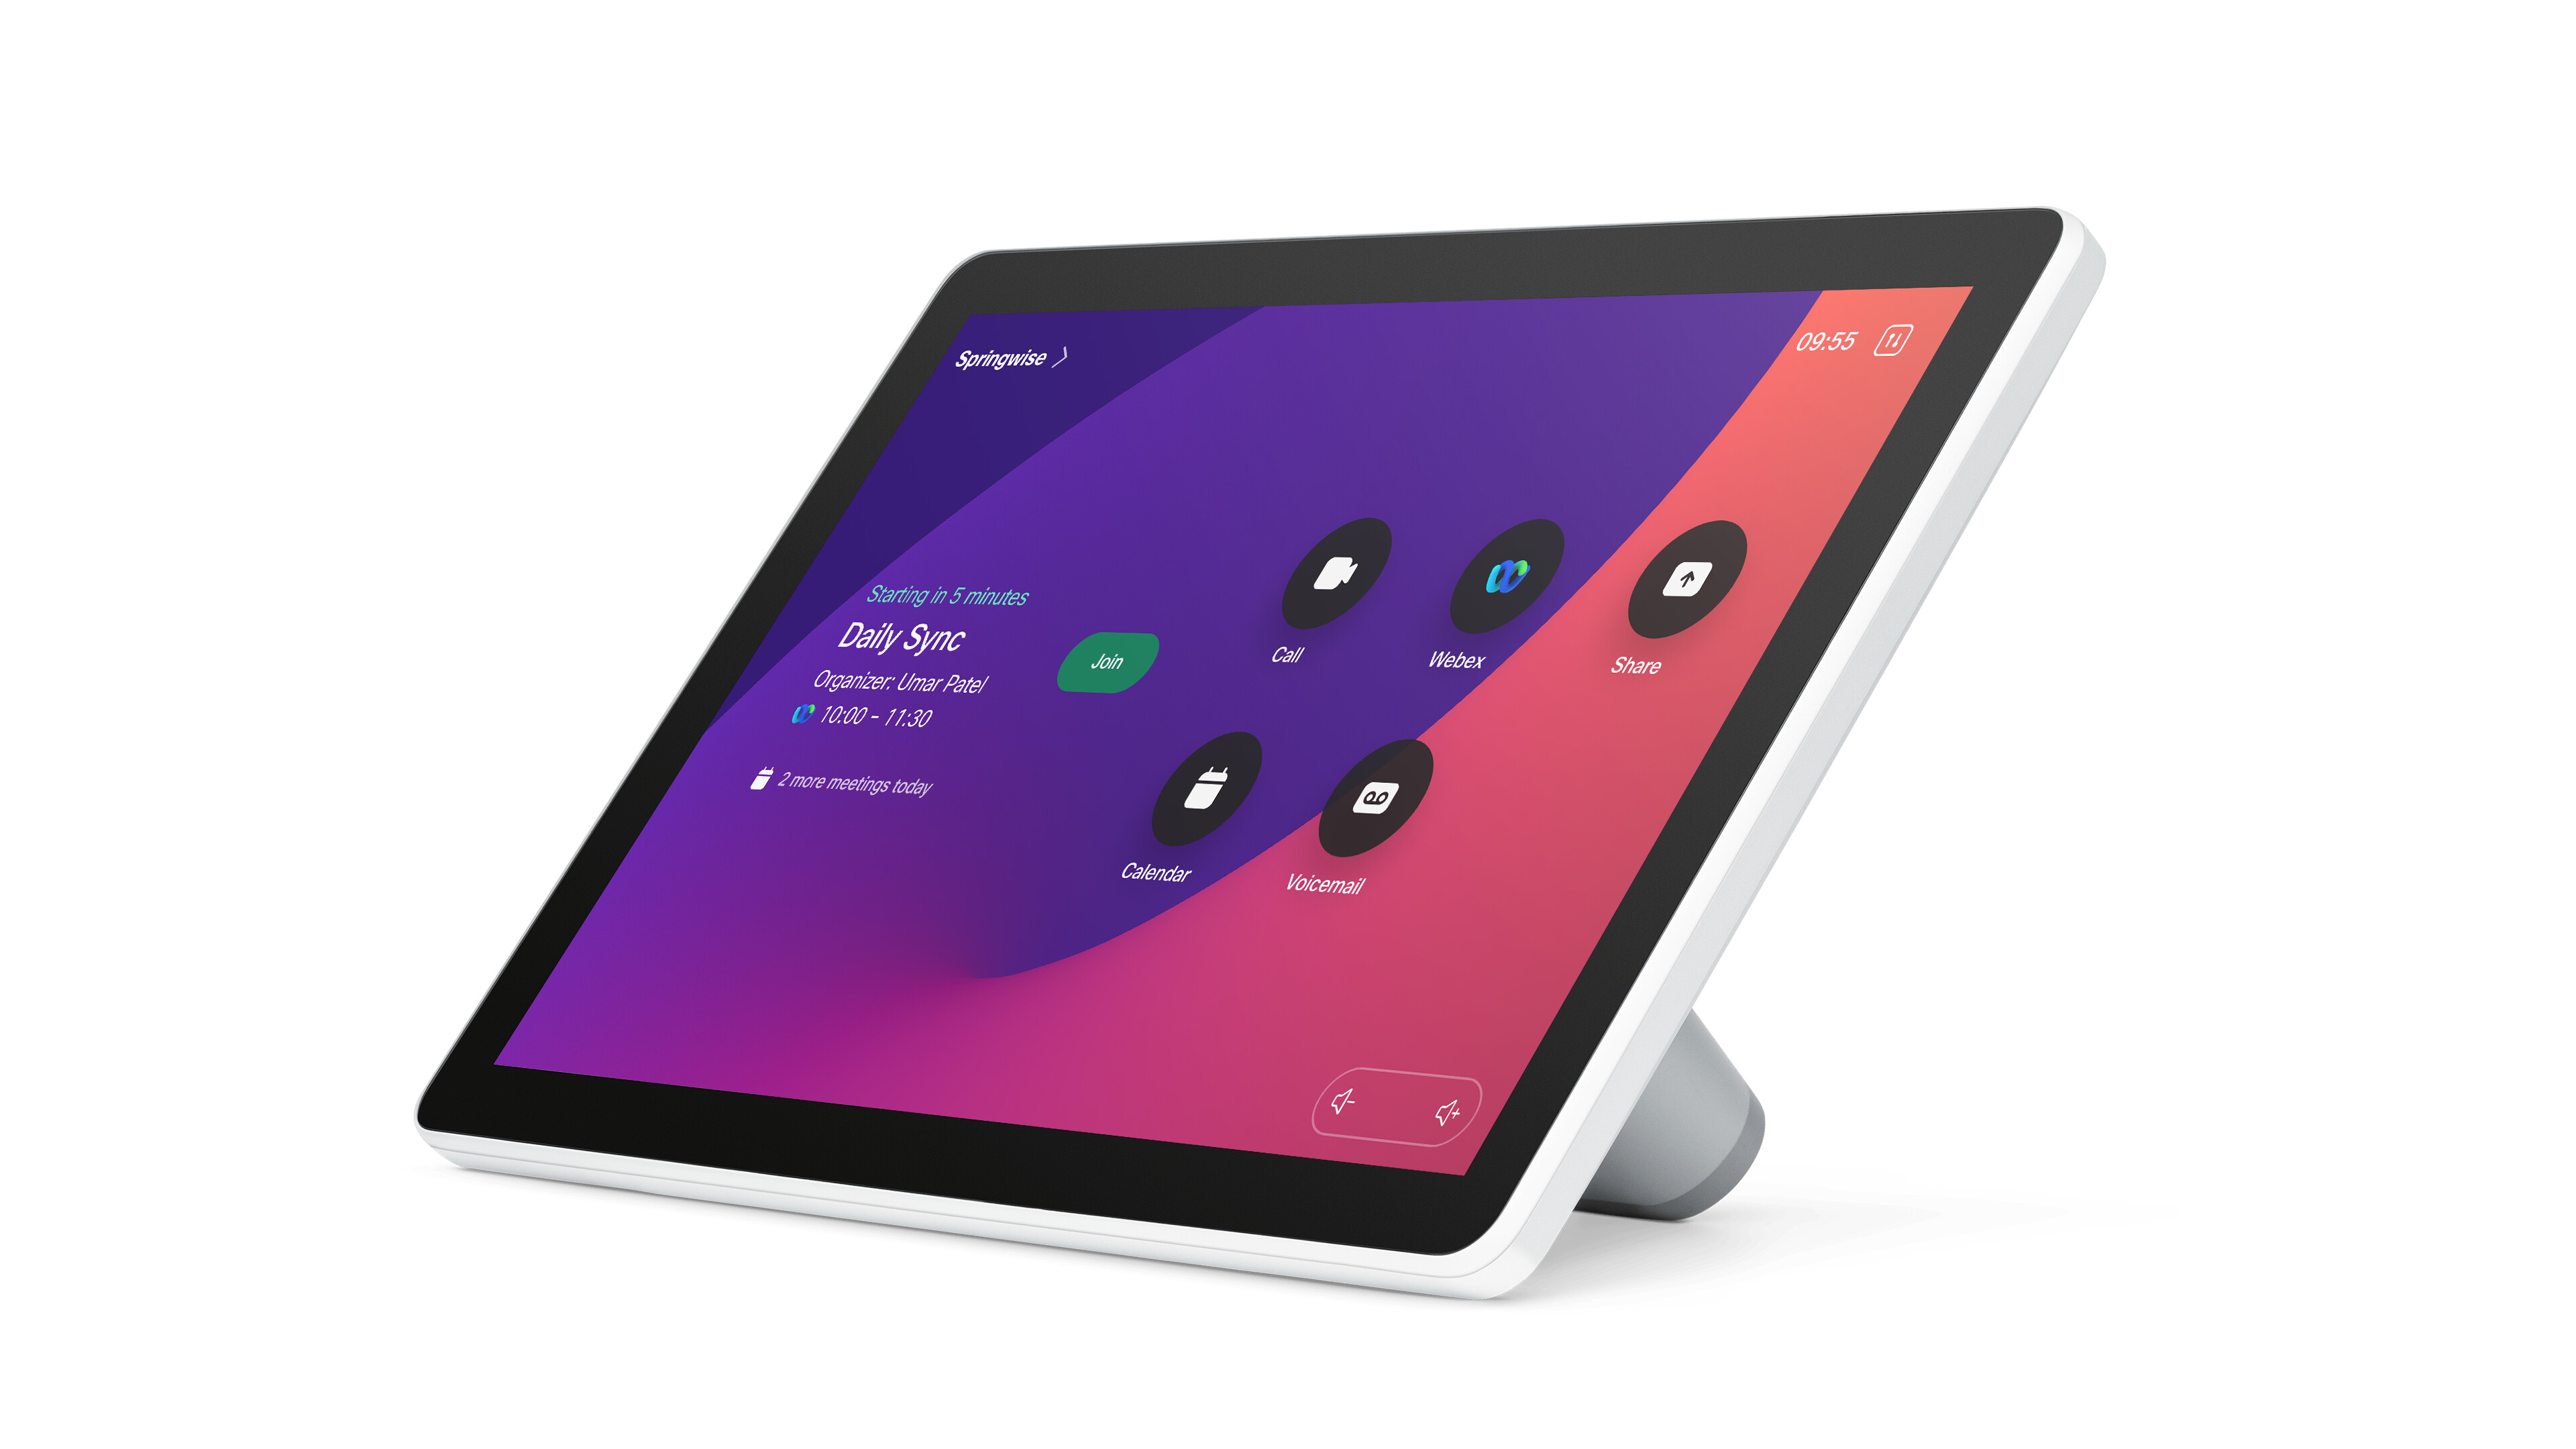 Springwise
09:55
Starting in 5 minutes
Daily Sync
Organizer: Umar Patel
10:00 - 11:30
Join
2 more meetings today
Call
Webex
Share
Calendar
Voicemail